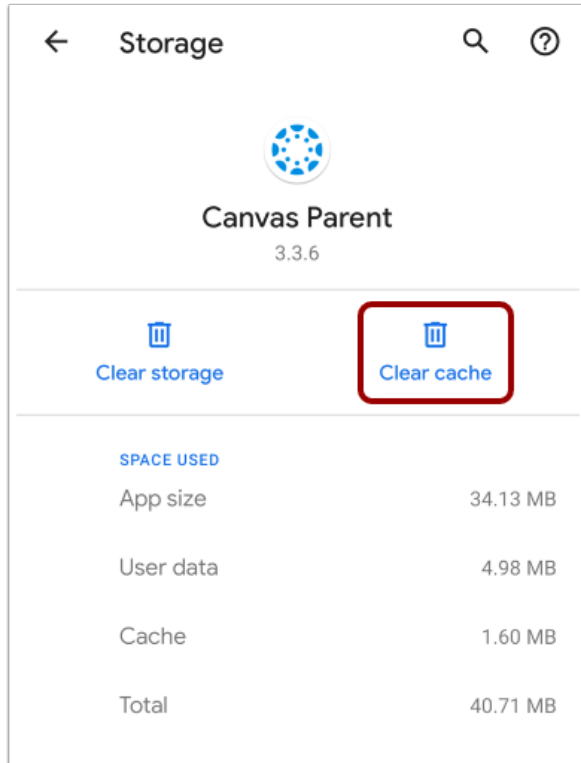 Storage
Canvas Parent
3.3.6
Clear storage Clear cache
SPACE USED
App size 34.13 MB
User data 4.98 MB
Cache 1.60 MB
Total 40.71 MB